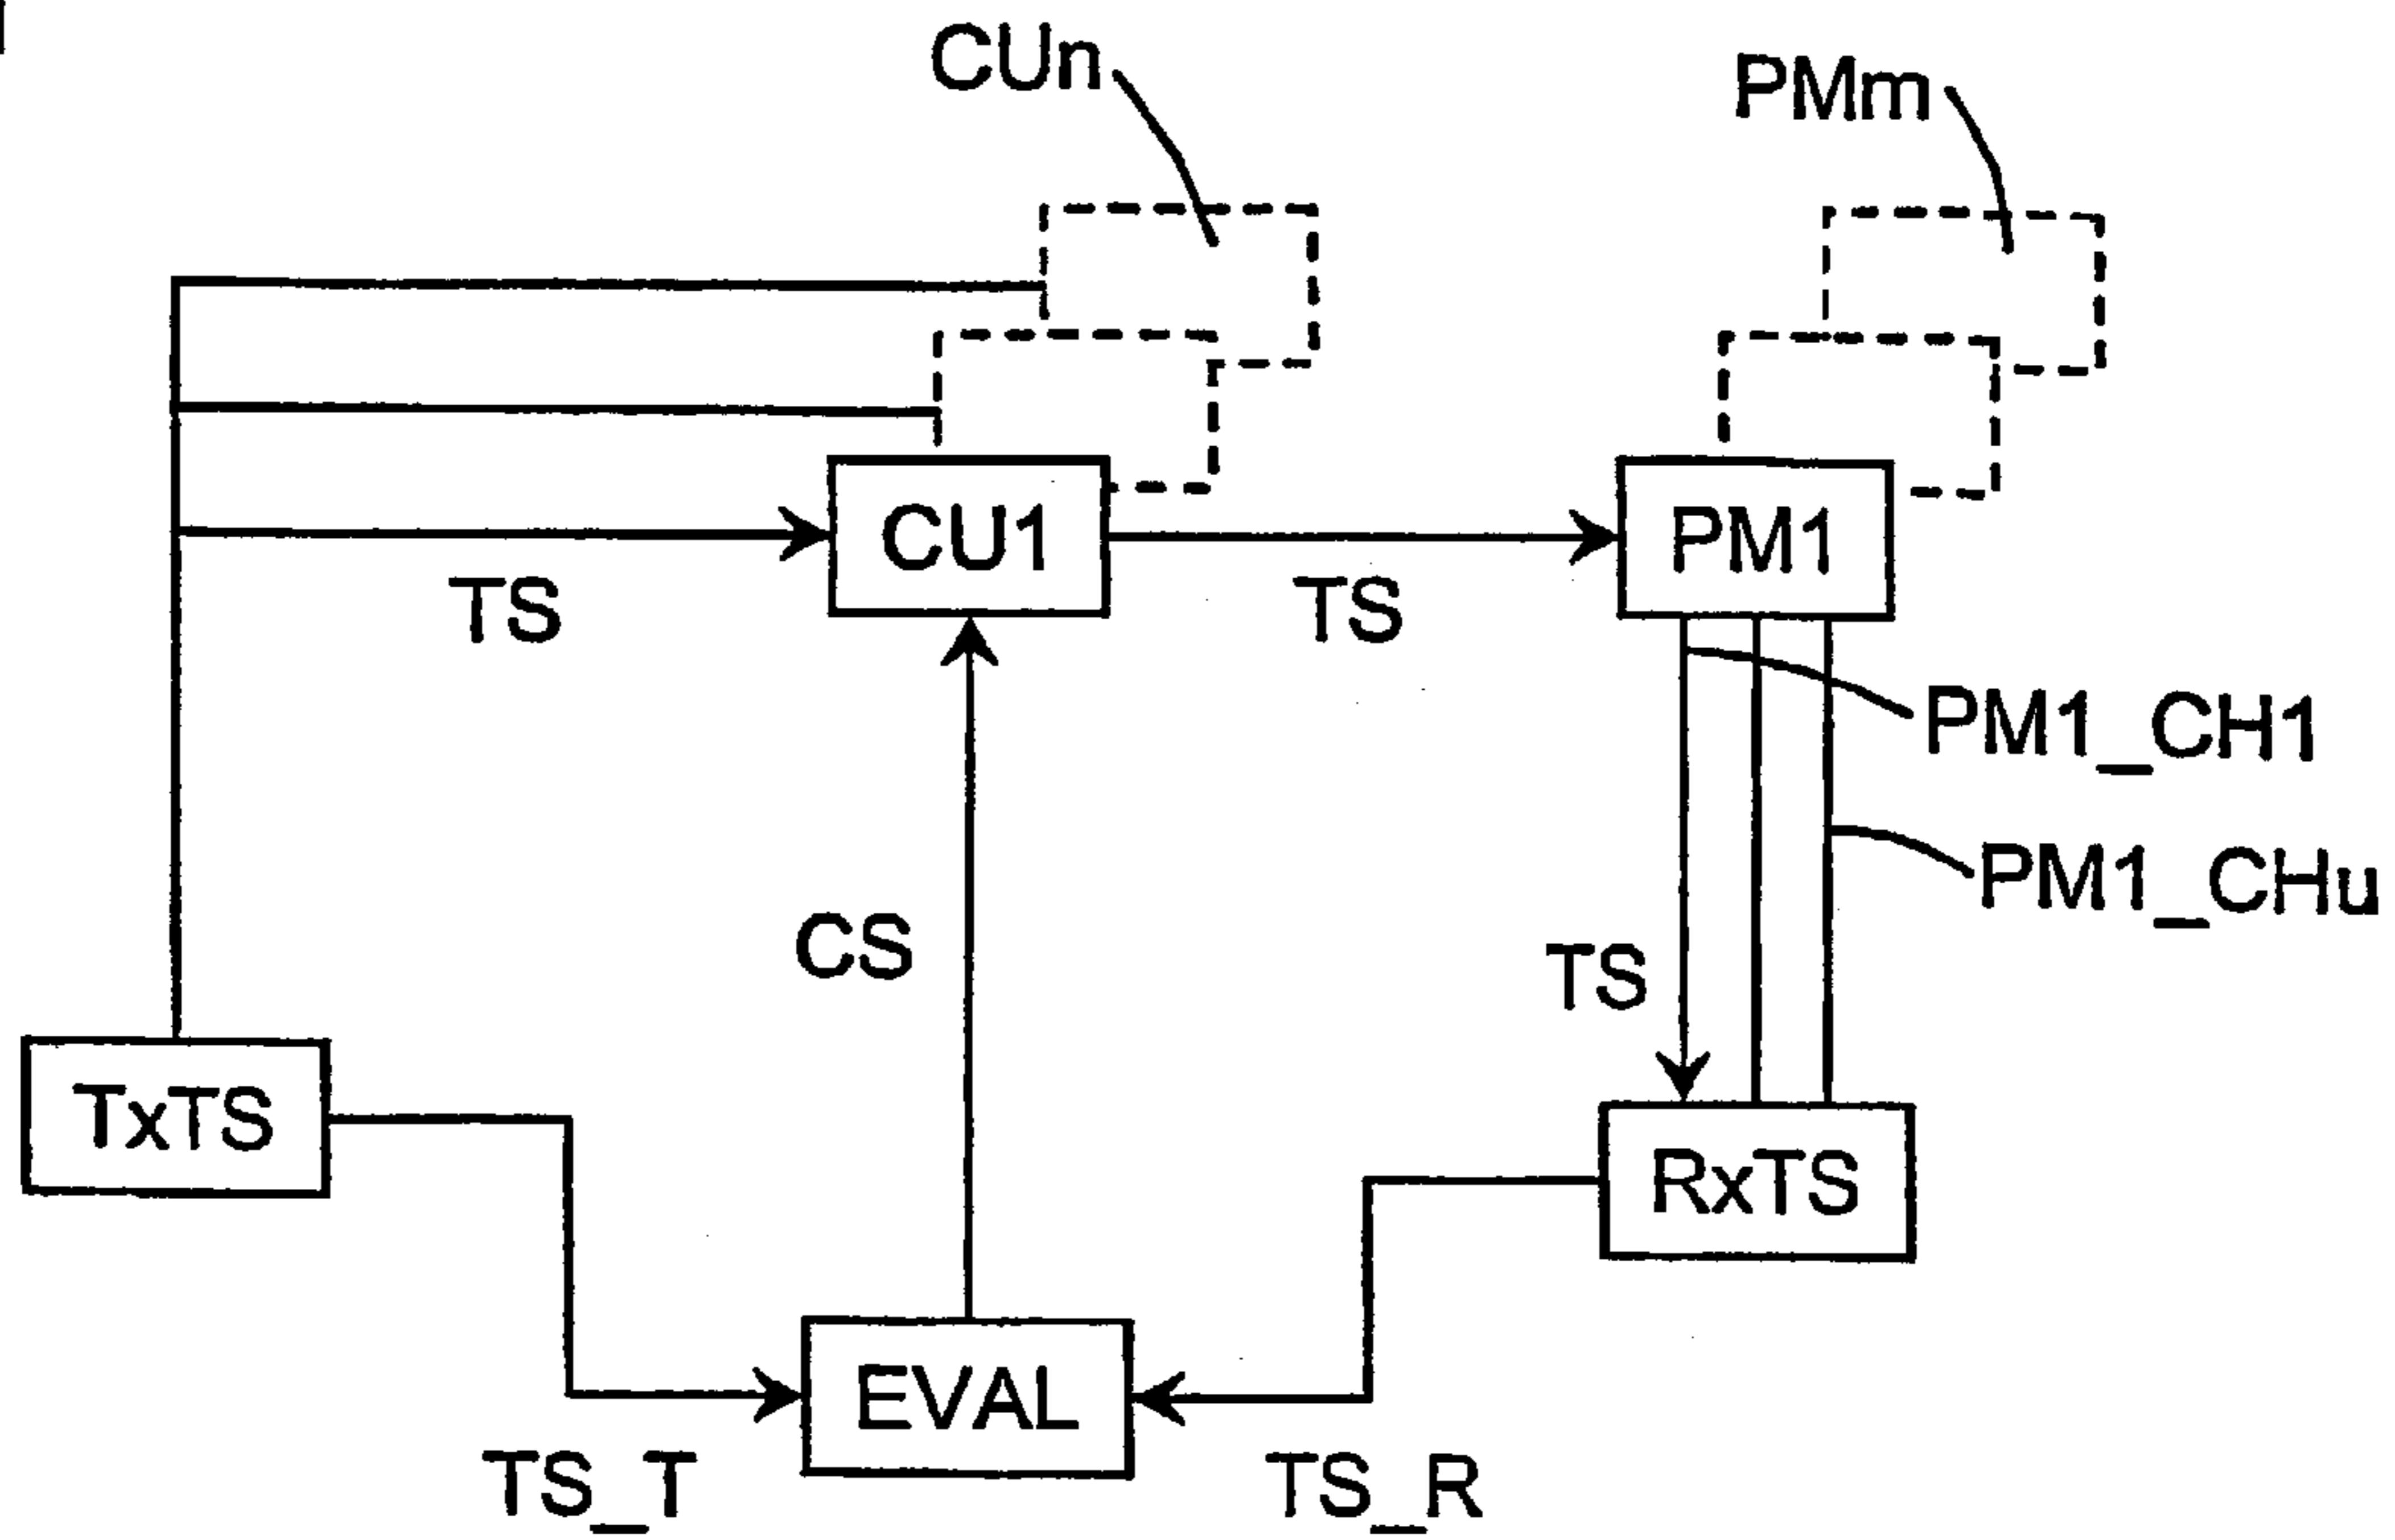 CUn
PMm
CU1
PM1
TS
TS
PM1_CH1
PM1_CHu
CS
TS
TxTS
RxTS
EVAL
TS_T
TS_R